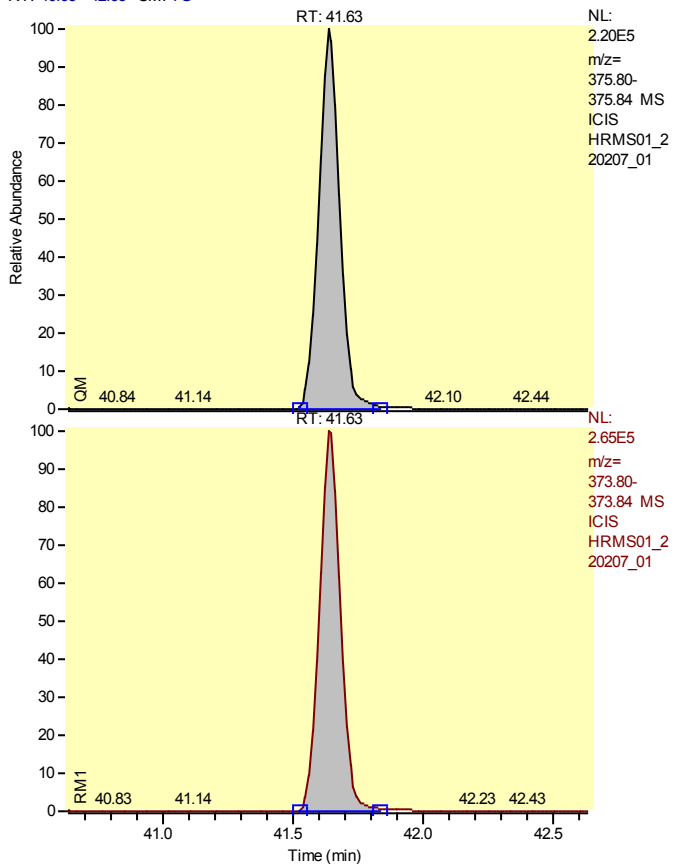 RT: 41.63
NL:
2.20E5
m/z=
375.80-
375.84 MS
ICIS
HRMS01_2
20207_01
100
90
80
70
60
50
40
30
20
10
0
Relative Abundance
QM
40.84 41.14 42.10 42.44
RT: 41.63
NL:
2.65E5
m/z=
373.80-
373.84 MS
ICIS
HRMS01_2
20207_01
100
90
80
70
60
50
40
30
20
10
0
RM1
40.83 41.14 42.23 42.43
41.0 41.5 42.0 42.5
Time (min)